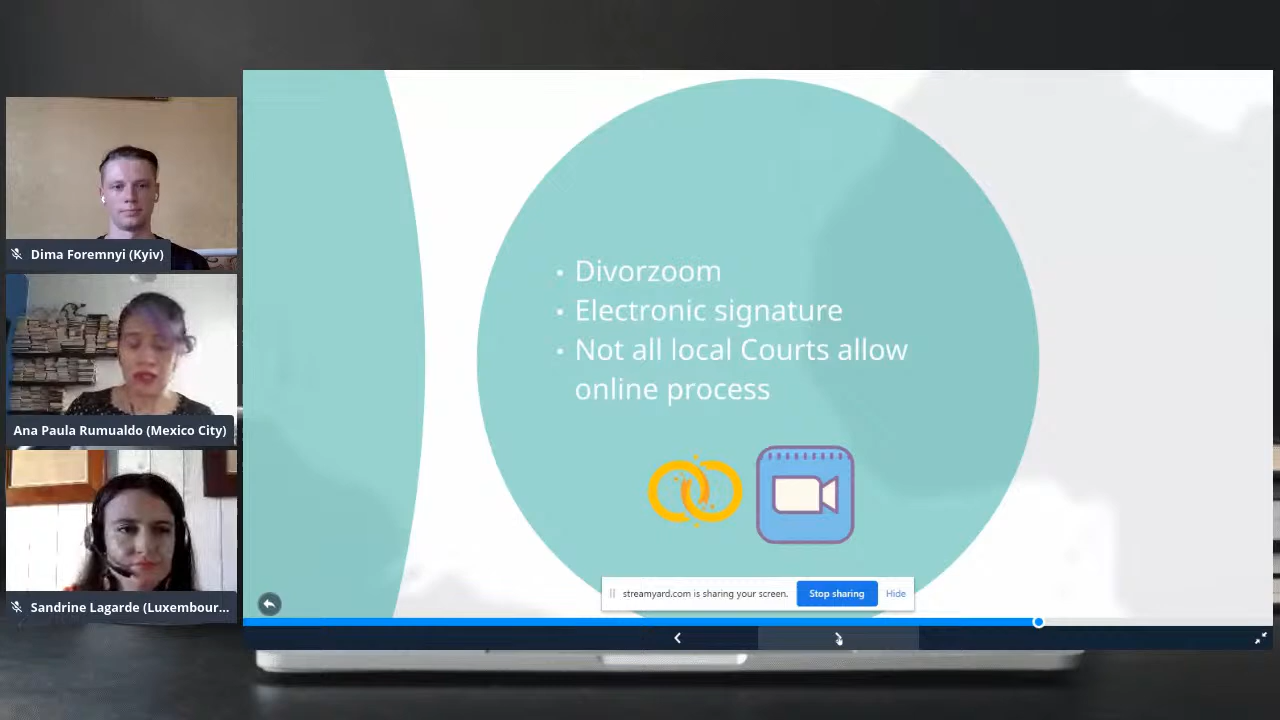 Dima Foremnyi (Kyiv)
Ana Paula Rumualdo (Mexico City)
Sandrine Lagarde (Luxembour...
• Divorzoom
• Electronic signature
• Not all local Courts allow
online process
streamyard.com is sharing your screen.
Stop sharing
Hide